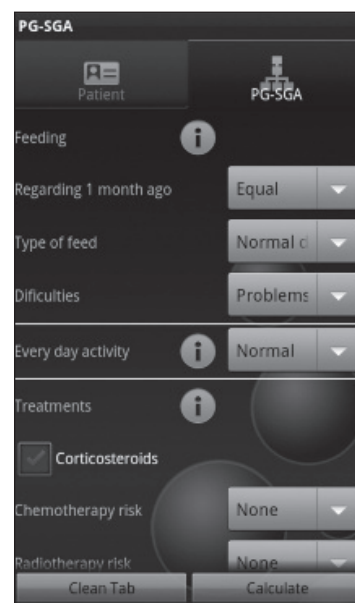 PG-SGA
Patient
PG-SGA
Feeding
Regarding 1 month ago
Equal
Type of feed
Normal d
Dificulties
Problems
Every day activity
Normal
Treatments
Corticosteroids
Chemotherapy risk
None
Radiotherapy risk
None
Clean Tab
Calculate